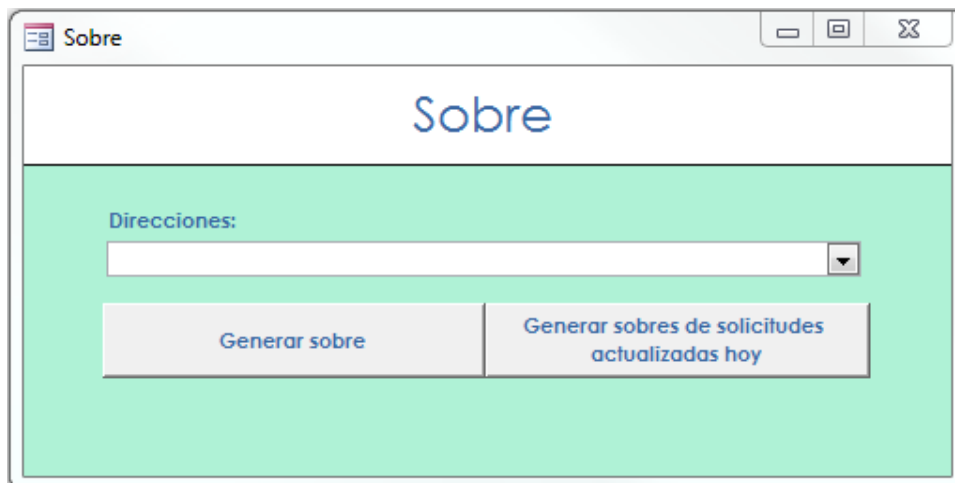 Sobre
Sobre
Direcciones:
Generar sobre
Generar sobres de solicitudes
actualizadas hoy